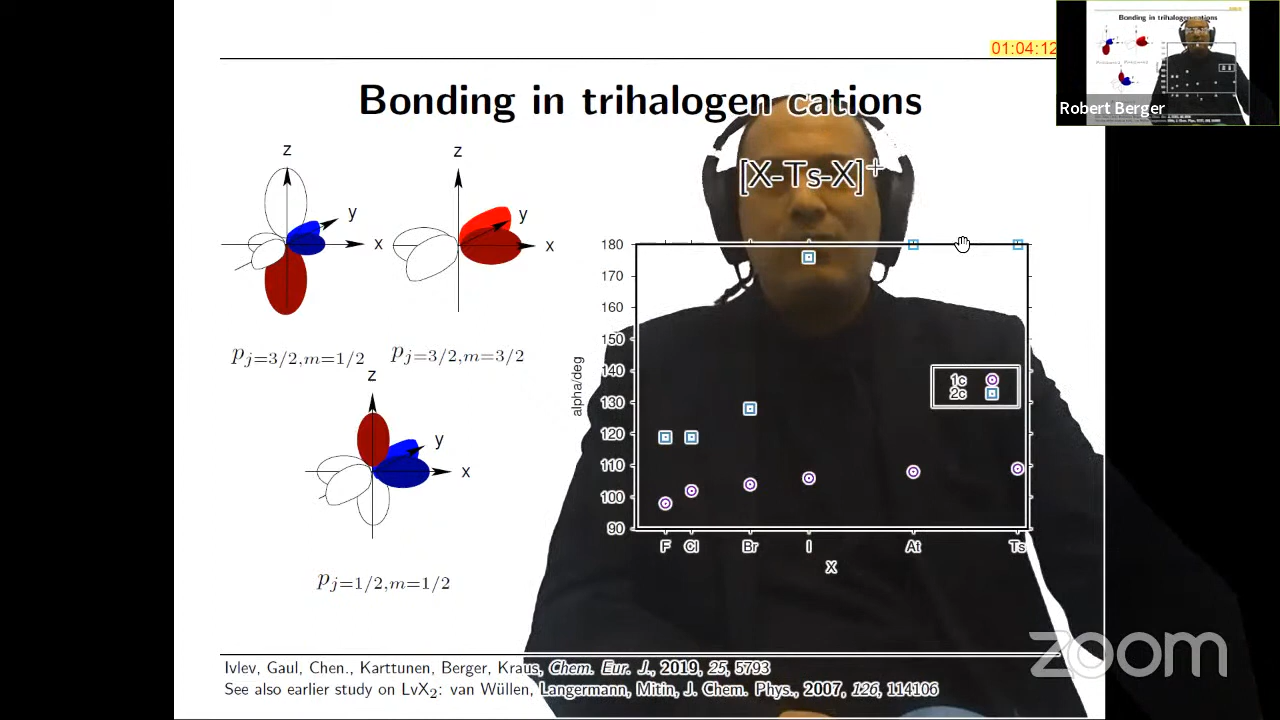 01:04:12
Robert Berger
Bonding in trihalogen cations
[X-Ts-X]+
z
y
x
z
y
x
pj=3/2,m=1/2
pj=3/2,m=3/2
z
y
x
pj=1/2,m=1/2
alpha/deg
180
170
160
150
140
130
120
110
100
90
1c
2c
F Cl Br I At Ts
X
Ivlev, Gaul, Chen., Karttunen, Berger, Kraus, Chem. Eur. J., 2019, 25, 5793
See also earlier study on LvX2: van Wüllen, Langermann, Mitin, J. Chem. Phys., 2007, 126, 114106
zoom